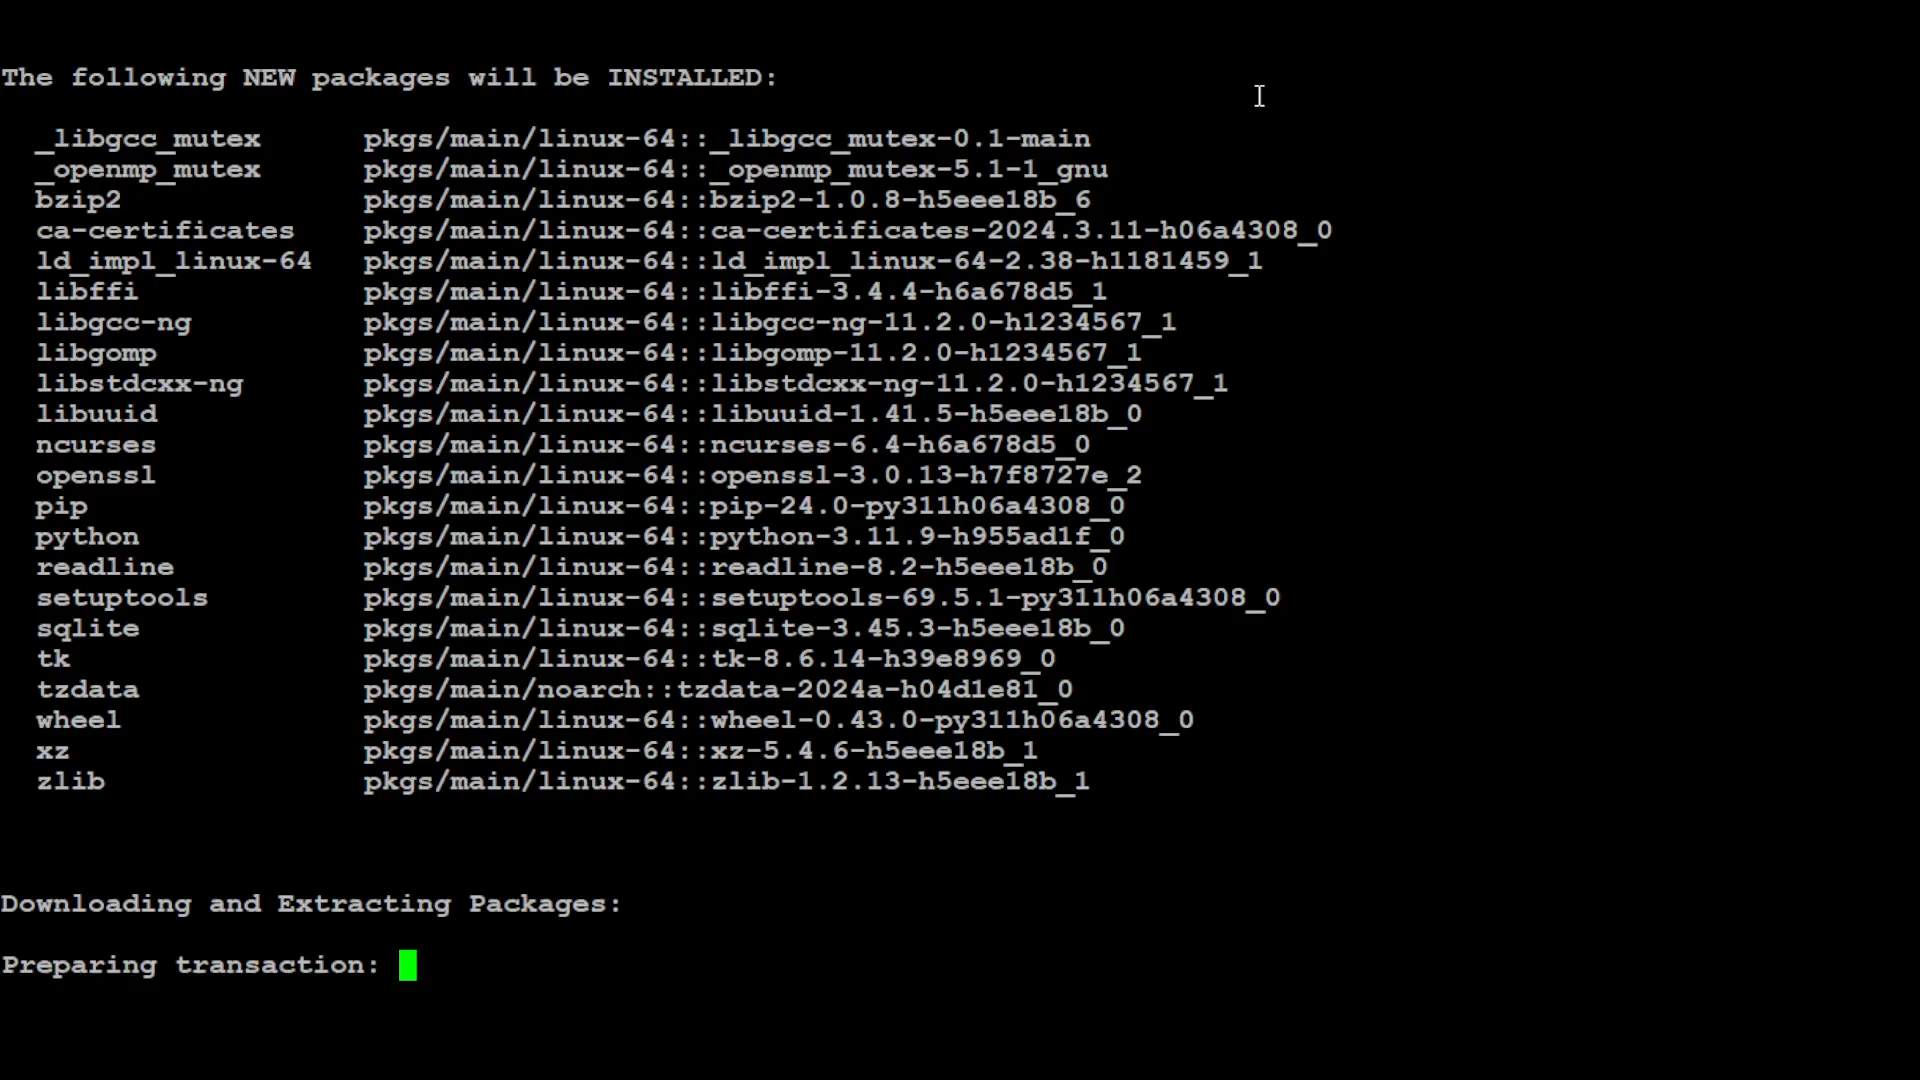 The following NEW packages will be INSTALLED:
_libgcc_mutex pkgs/main/linux-64::_libgcc_mutex-0.1-main
_openmp_mutex pkgs/main/linux-64::_openmp_mutex-5.1-1_gnu
bzip2 pkgs/main/linux-64::bzip2-1.0.8-h5eee18b_6
ca-certificates pkgs/main/linux-64::ca-certificates-2024.3.11-h06a4308_0
ld_impl_linux-64 pkgs/main/linux-64::ld_impl_linux-64-2.38-h1181459_1
libffi pkgs/main/linux-64::libffi-3.4.4-h6a678d5_1
libgcc-ng pkgs/main/linux-64::libgcc-ng-11.2.0-h1234567_1
libgomp pkgs/main/linux-64::libgomp-11.2.0-h1234567_1
libstdcxx-ng pkgs/main/linux-64::libstdcxx-ng-11.2.0-h1234567_1
libuuid pkgs/main/linux-64::libuuid-1.41.5-h5eee18b_0
ncurses pkgs/main/linux-64::ncurses-6.4-h6a678d5_0
openssl pkgs/main/linux-64::openssl-3.0.13-h7f8727e_2
pip pkgs/main/linux-64::pip-24.0-py311h06a4308_0
python pkgs/main/linux-64::python-3.11.9-h955ad1f_0
readline pkgs/main/linux-64::readline-8.2-h5eee18b_0
setuptools pkgs/main/linux-64::setuptools-69.5.1-py311h06a4308_0
sqlite pkgs/main/linux-64::sqlite-3.45.3-h5eee18b_0
tk pkgs/main/linux-64::tk-8.6.14-h39e8969_0
tzdata pkgs/main/noarch::tzdata-2024a-h04d1e81_0
wheel pkgs/main/linux-64::wheel-0.43.0-py311h06a4308_0
xz pkgs/main/linux-64::xz-5.4.6-h5eee18b_1
zlib pkgs/main/linux-64::zlib-1.2.13-h5eee18b_1
Downloading and Extracting Packages:
Preparing transaction: